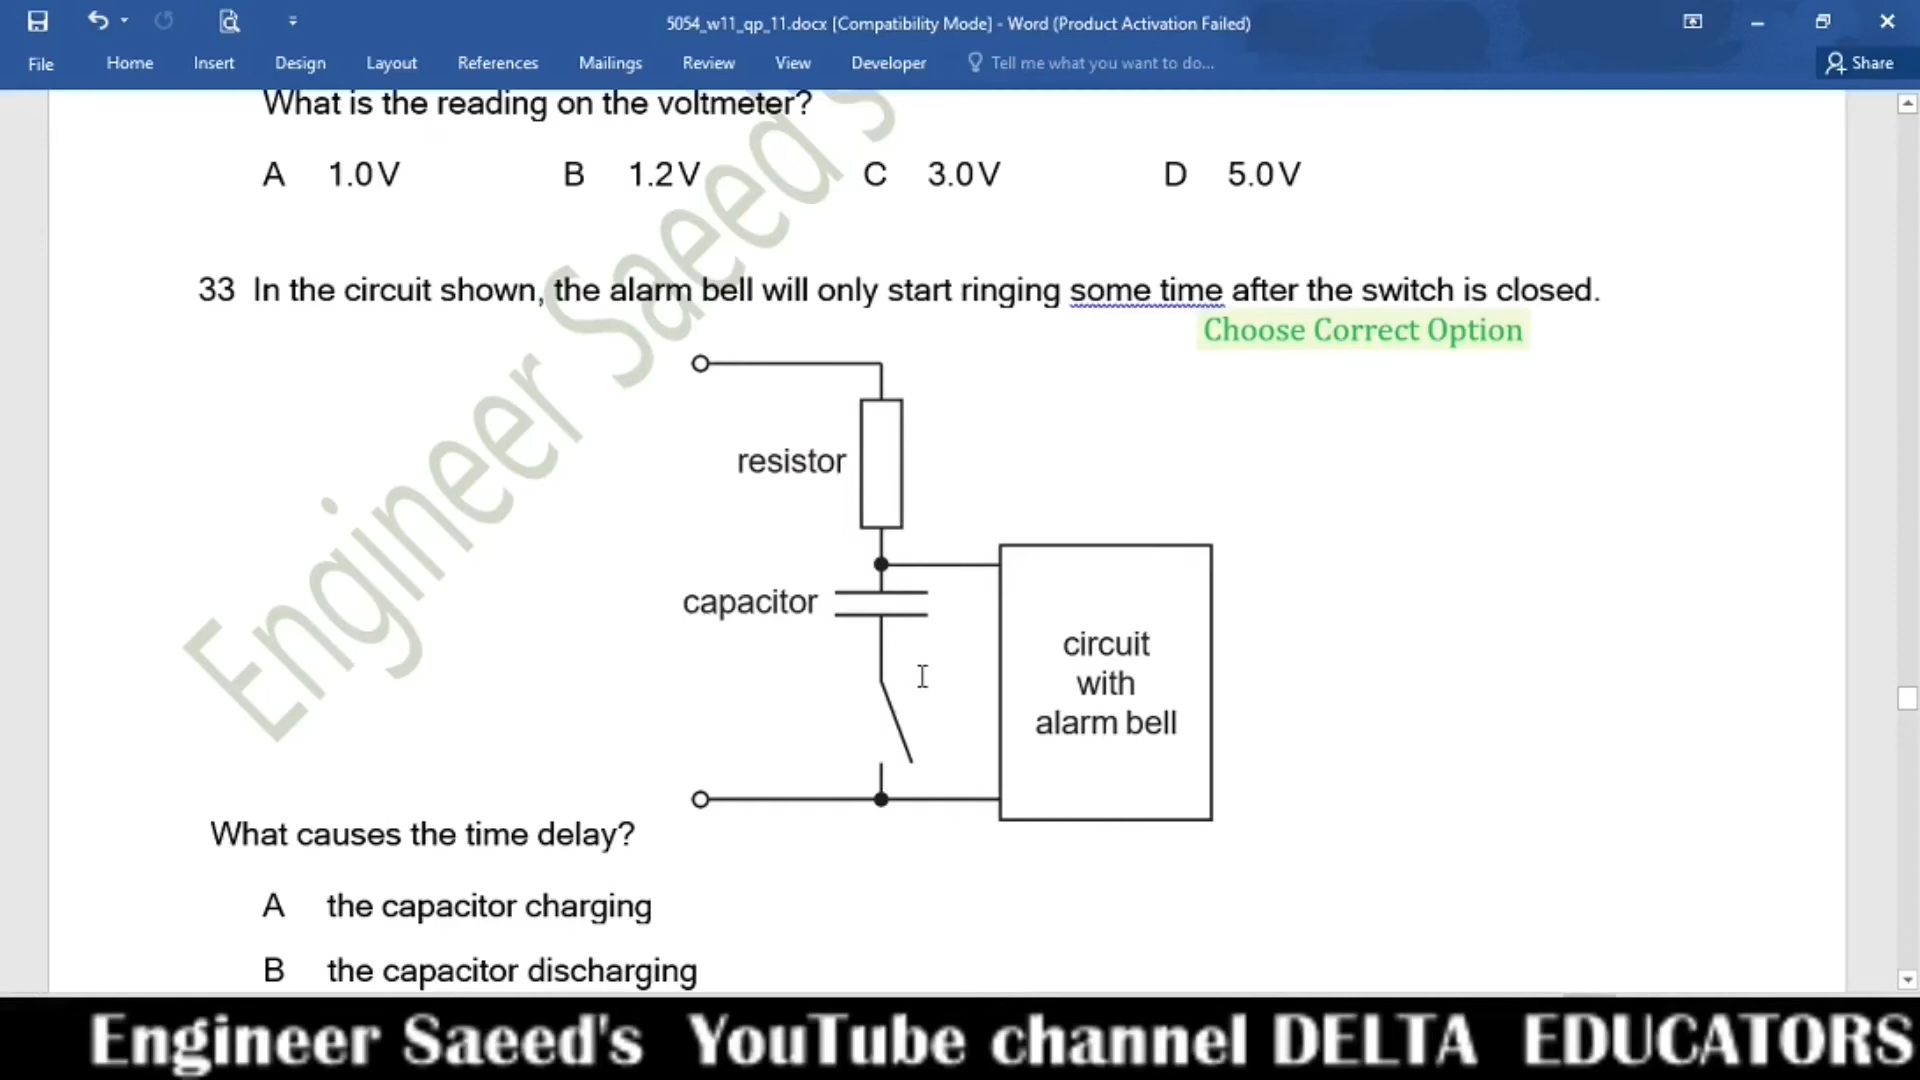 5054_w11_qp_11.docx [Compatibility Mode] - Word (Product Activation Failed)
File Home Insert Design Layout References Mailings Review View Developer Tell me what you want to do... Share
What is the reading on the voltmeter?
A 1.0 V B 1.2 V C 3.0 V D 5.0 V
33 In the circuit shown, the alarm bell will only start ringing some time after the switch is closed.
Choose Correct Option
resistor
capacitor
circuit
with
alarm bell
Engineer Saeed's
What causes the time delay?
A the capacitor charging
B the capacitor discharging
Engineer Saeed's YouTube channel DELTA EDUCATORS